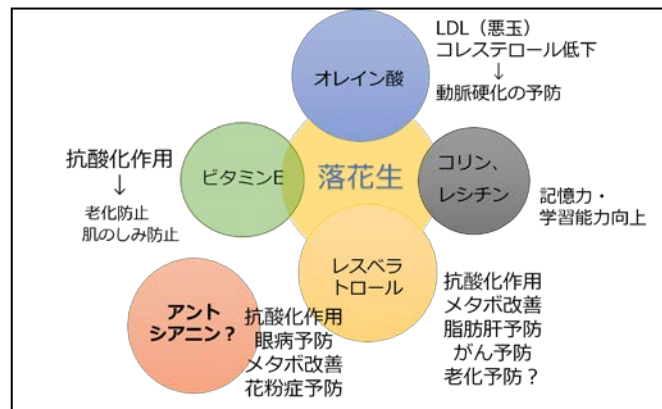 LDL（悪玉）
コレステロール低下
↓
動脈硬化の予防
オレイン酸
抗酸化作用
↓
老化防止
肌のしみ防止
ビタミンE
落花生
コリン、
レシチン
記憶力・
学習能力向上
レスベラ
トロール
抗酸化作用
メタボ改善
脂肪肝予防
がん予防
老化予防？
アント
シアニン？
抗酸化作用
眼病予防
メタボ改善
花粉症予防